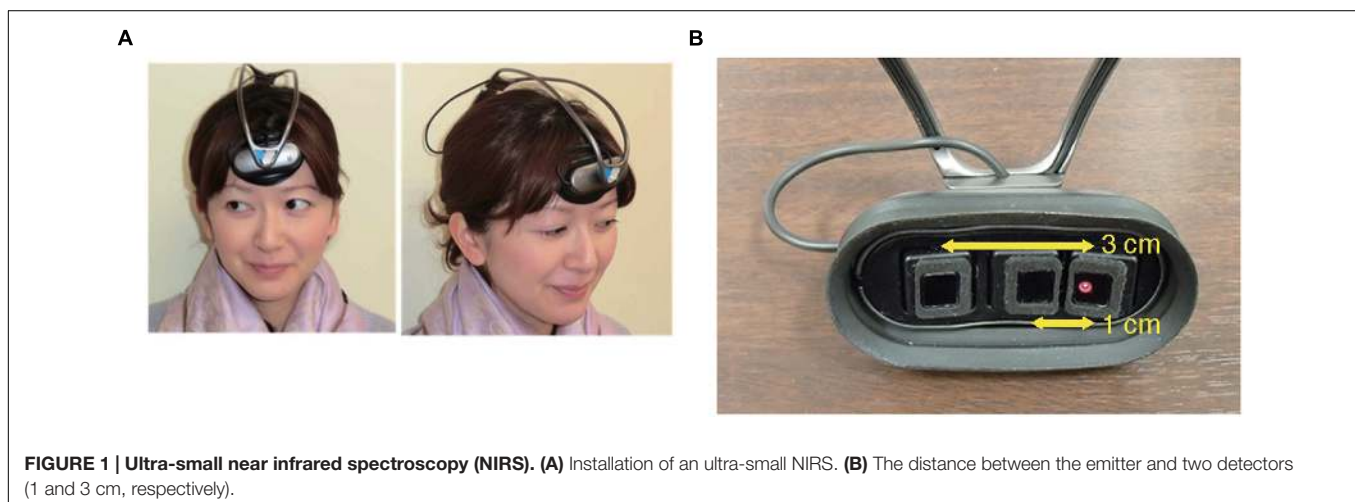 A
B
3 cm
1 cm
FIGURE 1 | Ultra-small near infrared spectroscopy (NIRS). (A) Installation of an ultra-small NIRS. (B) The distance between the emitter and two detectors
(1 and 3 cm, respectively).